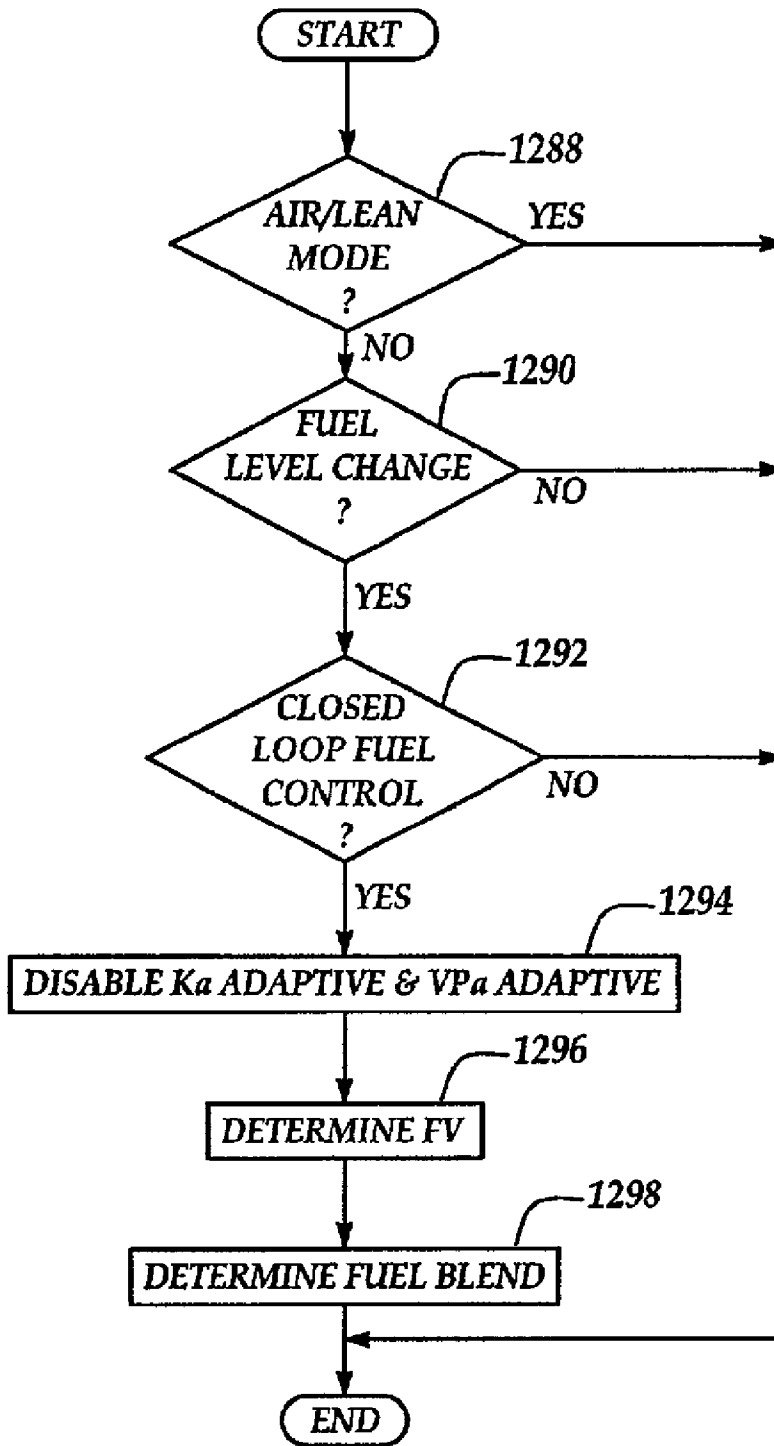 START
1288
AIR/LEAN
MODE
?
YES
NO
1290
FUEL
LEVEL CHANGE
?
NO
YES
1292
CLOSED
LOOP FUEL
CONTROL
?
NO
YES
1294
DISABLE Ka ADAPTIVE & VPa ADAPTIVE
1296
DETERMINE FV
1298
DETERMINE FUEL BLEND
END